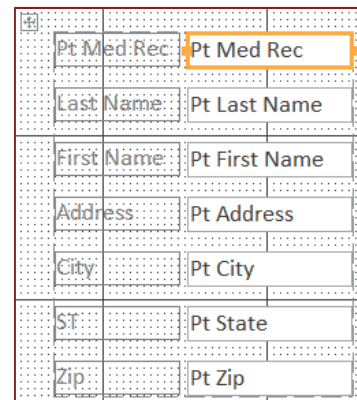 Pt Med Rec Pt Med Rec
Last Name Pt Last Name
First Name Pt First Name
Address Pt Address
City Pt City
ST Pt State
Zip Pt Zip